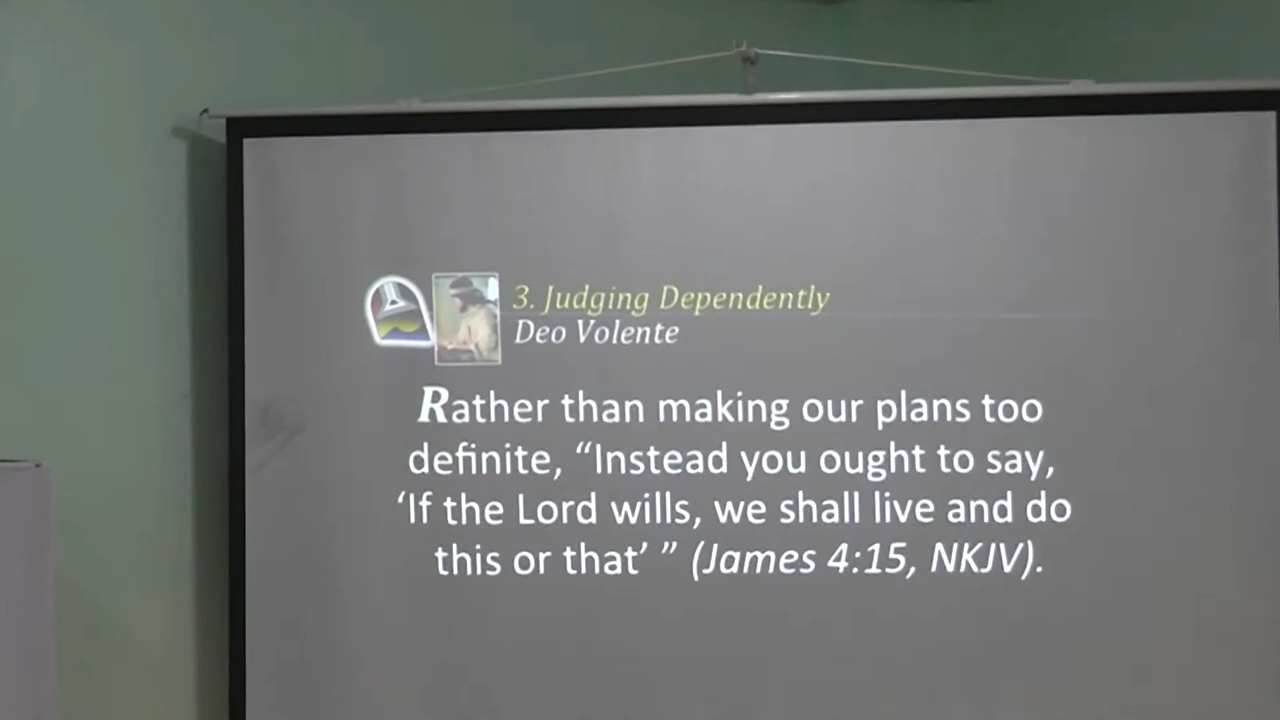 3. Judging Dependently
Deo Volente
Rather than making our plans too
definite, “Instead you ought to say,
‘If the Lord wills, we shall live and do
this or that’ ” (James 4:15, NKJV).